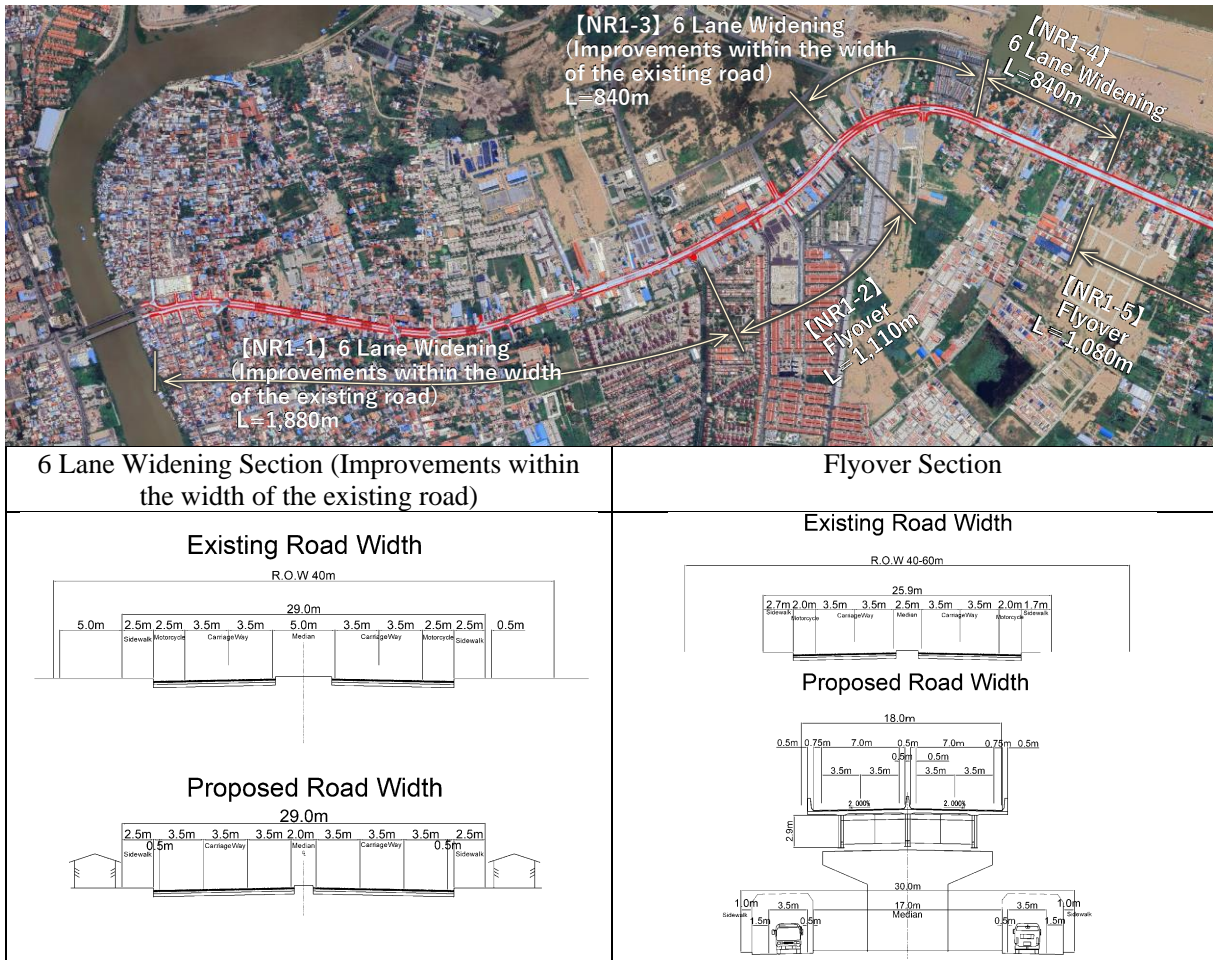 【NR1-3】6 Lane Widening
(Improvements within the width
of the existing road)
L=840m
【NR1-4】
6 Lane Widening
L=840m
【NR1-1】6 Lane Widening
(Improvements within the width
of the existing road)
L=1,880m
【NR1-2】
Flyover
L=1,110m
【NR1-5】
Flyover
L=1,080m
6 Lane Widening Section (Improvements within
the width of the existing road)
Existing Road Width
R.O.W 40m
29.0m
5.0m 2.5m 2.5m 3.5m 3.5m 5.0m 3.5m 3.5m 2.5m 2.5m 0.5m
Sidewalk Motorcycle CarriageWay Median CarriageWay Motorcycle Sidewalk
Proposed Road Width
29.0m
2.5m 3.5m 3.5m 3.5m 2.0m 3.5m 3.5m 3.5m 2.5m
0.5m 0.5m
Sidewalk CarriageWay Median CarriageWay Sidewalk
Flyover Section
Existing Road Width
R.O.W 40-60m
25.9m
2.7m 2.0m 3.5m 3.5m 2.5m 3.5m 3.5m 2.0m 1.7m
Sidewalk Motorcycle CarriageWay Median CarriageWay Motorcycle Sidewalk
Proposed Road Width
18.0m
0.5m 0.75m 7.0m 0.5m 7.0m 0.75m 0.5m
0.5m 0.5m
3.5m 3.5m 3.5m 3.5m
2.000% 2.000%
2.9m
30.0m
1.0m 3.5m 17.0m 3.5m 1.0m
Sidewalk Median Sidewalk
1.5m 0.5m 0.5m 1.5m